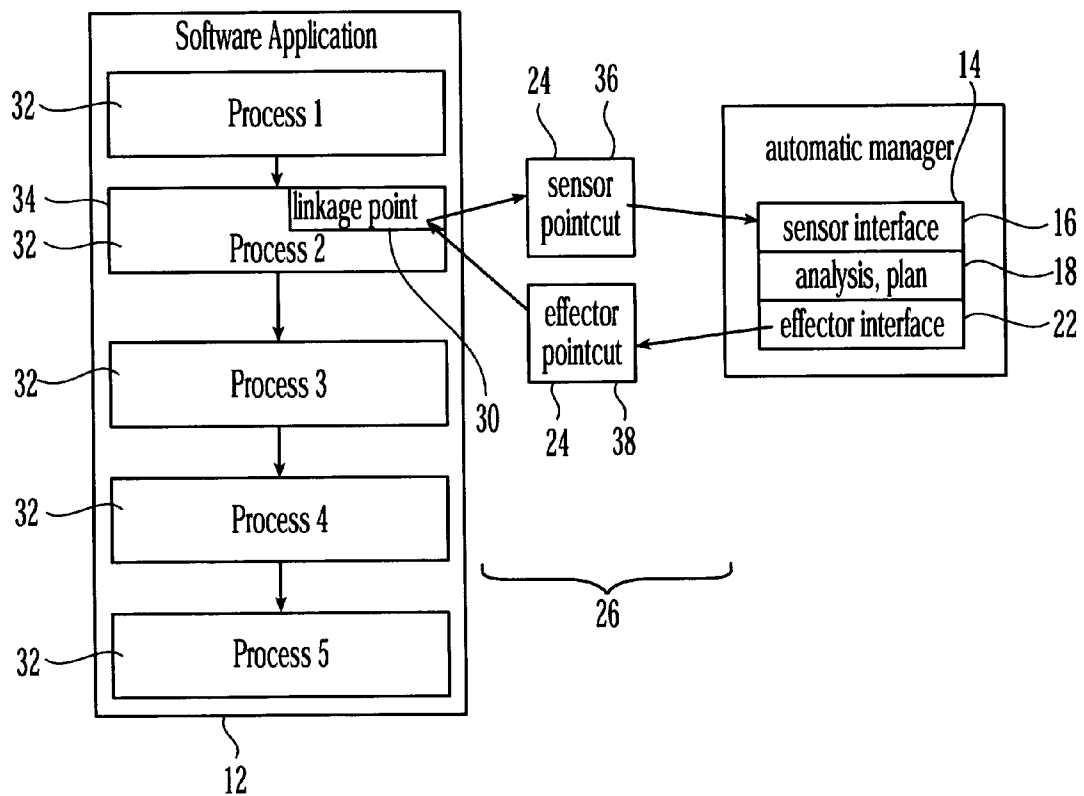 Software Application
32
Process 1
34
linkage point
32
Process 2
32
Process 3
30
32
Process 4
32
Process 5
12
24
36
sensor
pointcut
effector
pointcut
24
38
26
14
automatic manager
sensor interface
16
analysis, plan
18
effector interface
22